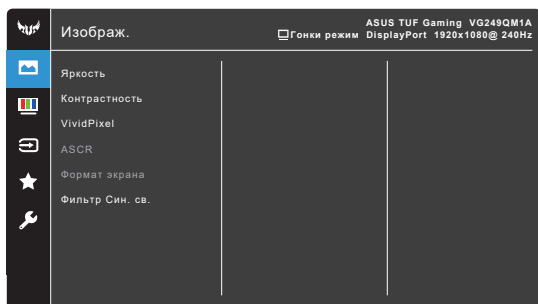 Изображ.
ASUS TUF Gaming VG249QM1A
Гонки режим DisplayPort 1920x1080@ 240Hz
Яркость
Контрастность
VividPixel
ASCR
Формат экрана
Фильтр Син. св.